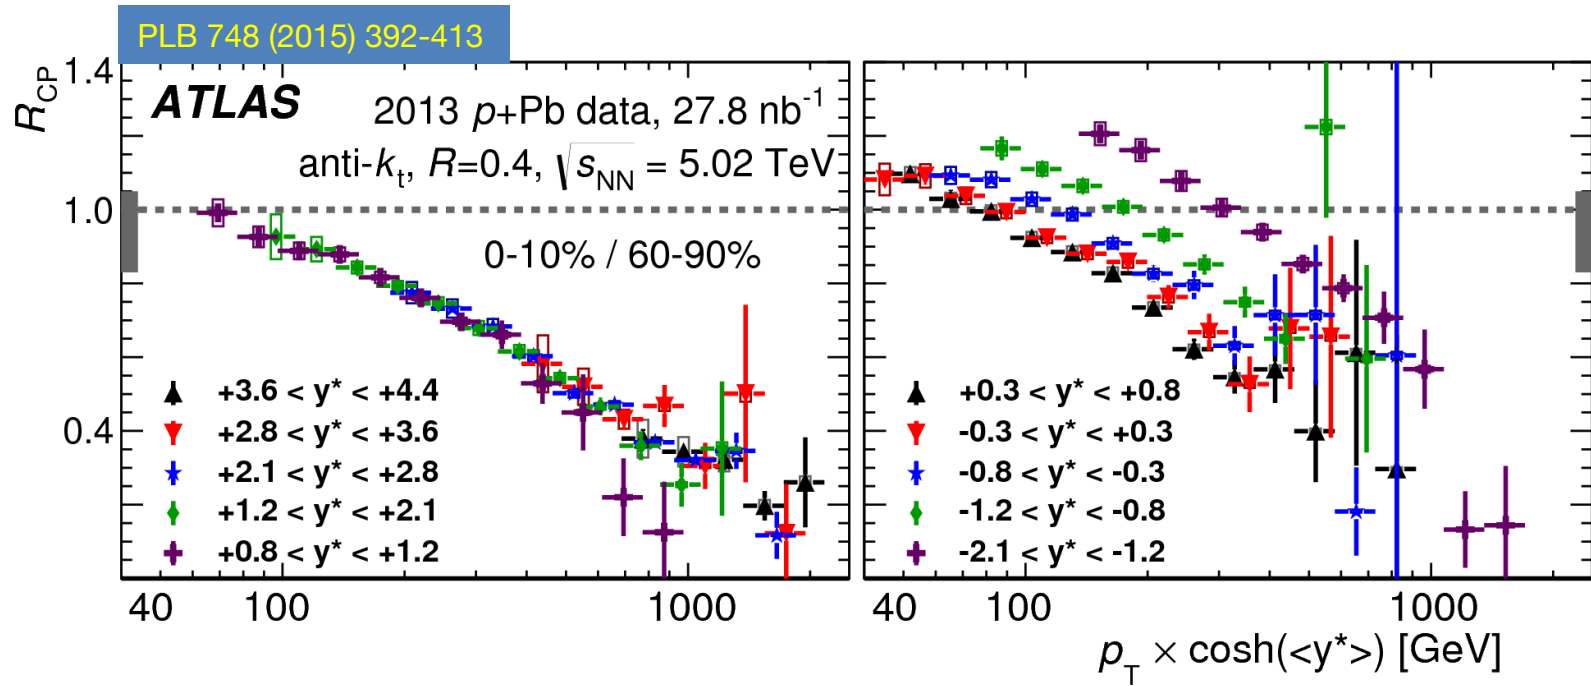 PLB 748 (2015) 392-413
R_CP
1.4
1.0
0.4
ATLAS
2013 p+Pb data, 27.8 nb⁻¹
anti-k_t, R=0.4, √s_NN = 5.02 TeV
0-10% / 60-90%
+3.6 < y* < +4.4
+2.8 < y* < +3.6
+2.1 < y* < +2.8
+1.2 < y* < +2.1
+0.8 < y* < +1.2
40 100 1000
+0.3 < y* < +0.8
-0.3 < y* < +0.3
-0.8 < y* < -0.3
-1.2 < y* < -0.8
-2.1 < y* < -1.2
40 100 1000
p_T × cosh(<y*>) [GeV]